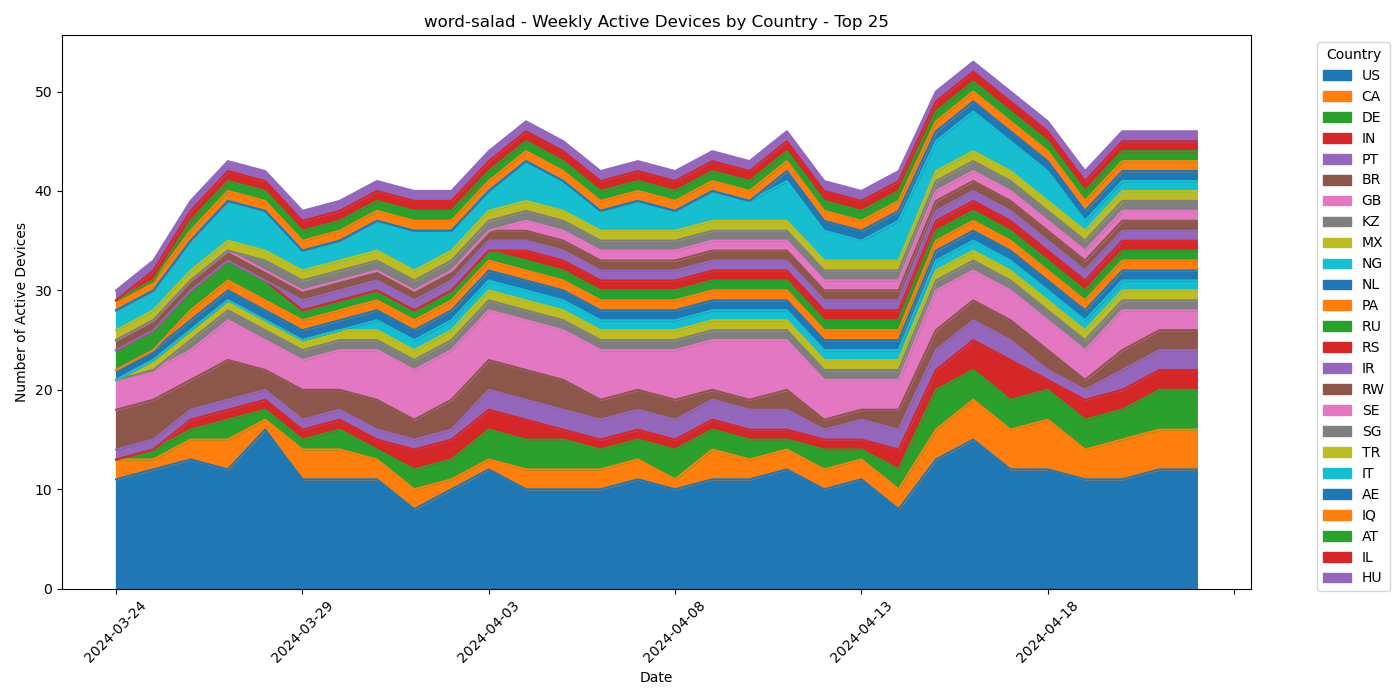 word-salad - Weekly Active Devices by Country - Top 25
Number of Active Devices
50
40
30
20
10
0
2024-03-24
2024-03-29
2024-04-03
2024-04-08
2024-04-13
2024-04-18
Date
Country
US
CA
DE
IN
PT
BR
GB
KZ
MX
NG
NL
PA
RU
RS
IR
RW
SE
SG
TR
IT
AE
IQ
AT
IL
HU